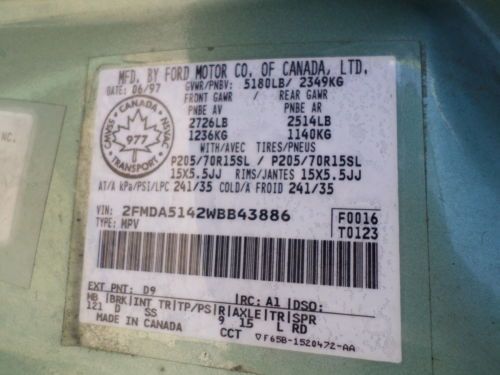 INC.
MFD. BY FORD MOTOR CO. OF CANADA, LTD.
DATE: 06/97 GVWR/PNBV: 5180LB/ 2349KG
FRONT GAWR / REAR GAWR
PNBE AV PNBE AR
2726LB 2514LB
1236KG 1140KG
WITH/AVEC TIRES/PNEUS
P205/70R15SL / P205/70R15SL
15X5.5JJ RIMS/JANTES 15X5.5JJ
AT/A kPa/PSI/LPC 241/35 COLD/A FROID 241/35
CANADA
CMVSS
NSVAC
977
TRANSPORT
VIN: 2FMDA5142WBB43886
TYPE: MPV
F0016
T0123
EXT PNT: D9 RC: A1 DSO:
WB BRK INT TR TP/PS R AXLE TR SPR
121 D SS 9 15 L RD
MADE IN CANADA CCT F65B-1520472-AA